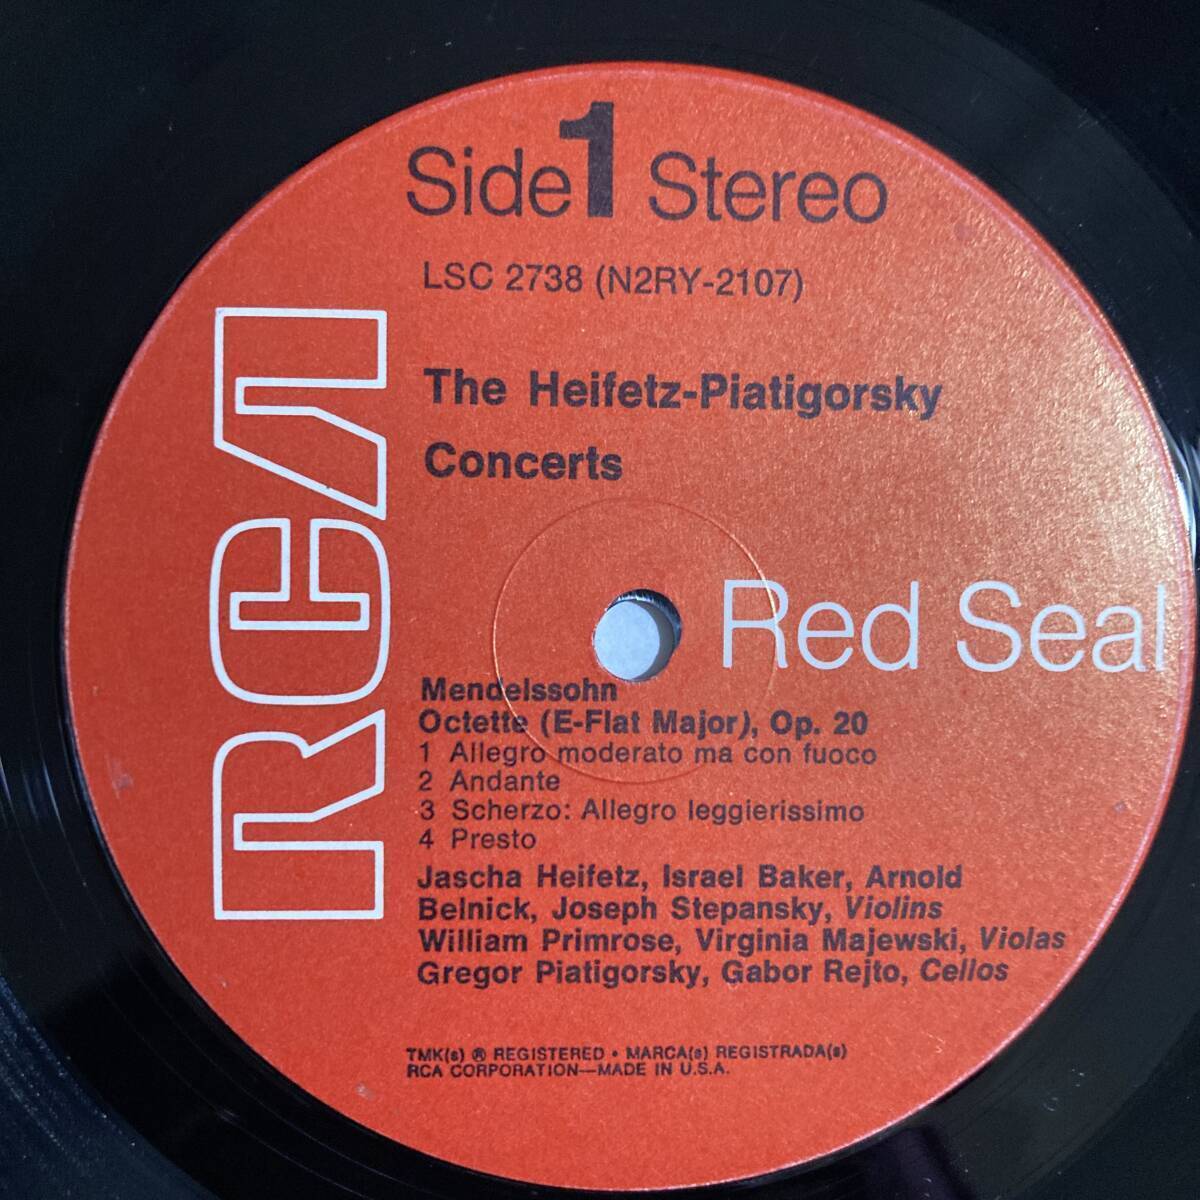 Side 1 Stereo
LSC 2738 (N2RY-2107)
The Heifetz-Piatigorsky
Concerts
RCA
Red Seal
Mendelssohn
Octette (E-Flat Major), Op. 20
1 Allegro moderato ma con fuoco
2 Andante
3 Scherzo: Allegro leggierissimo
4 Presto
Jascha Heifetz, Israel Baker, Arnold
Belnick, Joseph Stepansky, Violins
William Primrose, Virginia Majewski, Violas
Gregor Piatigorsky, Gabor Rejto, Cellos
TMK(s) ® REGISTERED • MARCA(s) REGISTRADA(s)
RCA CORPORATION—MADE IN U.S.A.